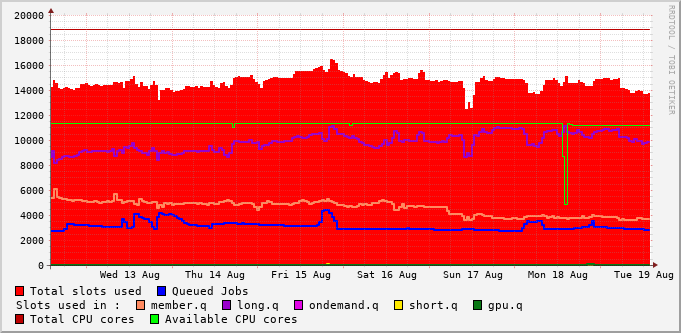 RRDTOOL / TOBI OETIKER
20000
18000
16000
14000
12000
10000
8000
6000
4000
2000
0
Wed 13 Aug Thu 14 Aug Fri 15 Aug Sat 16 Aug Sun 17 Aug Mon 18 Aug Tue 19 Aug
Total slots used Queued Jobs
Slots used in : member.q long.q ondemand.q short.q gpu.q
Total CPU cores Available CPU cores